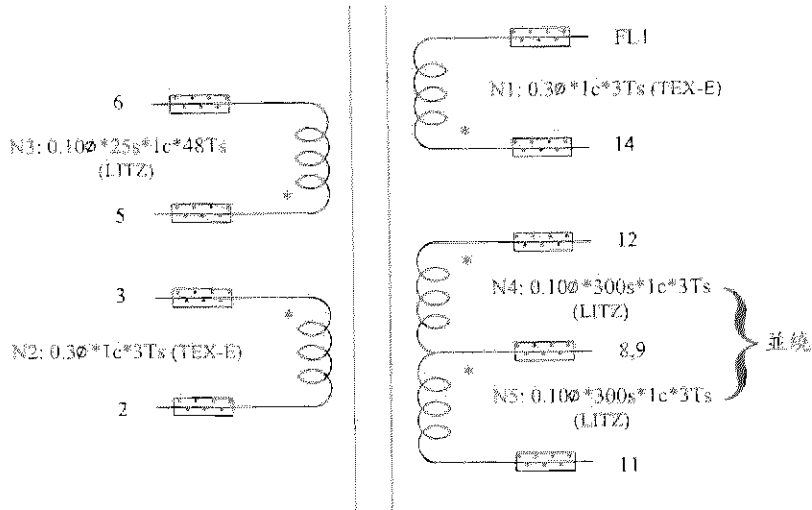 6
N3: 0.10ø*25s*1c*48Ts
(LITZ)
*
5
3
*
N2: 0.3ø*1c*3Ts (TEX-E)
2
FL1
N1: 0.3ø*1c*3Ts (TEX-E)
*
14
12
*
N4: 0.10ø*300s*1c*3Ts
(LITZ)
8,9
*
N5: 0.10ø*300s*1c*3Ts
(LITZ)
11
並绕